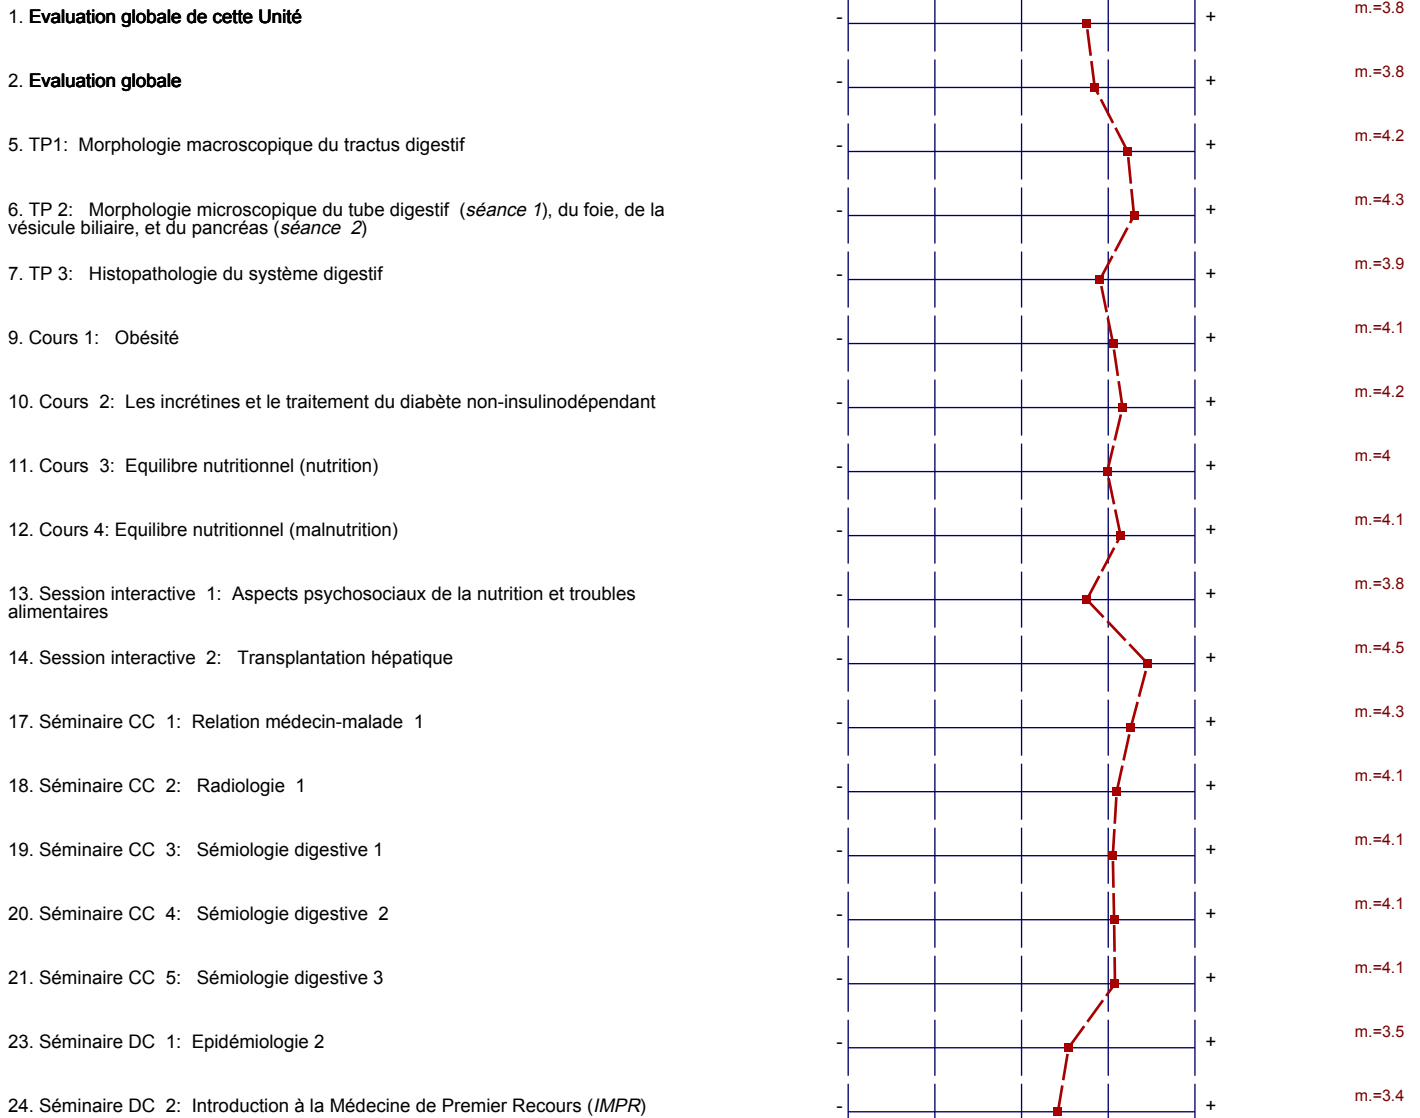 1. Evaluation globale de cette Unité - + m.=3.8
2. Evaluation globale - + m.=3.8
5. TP1: Morphologie macroscopique du tractus digestif - + m.=4.2
6. TP 2: Morphologie microscopique du tube digestif (séance 1), du foie, de la
vésicule biliaire, et du pancréas (séance 2) - + m.=4.3
7. TP 3: Histopathologie du système digestif - + m.=3.9
9. Cours 1: Obésité - + m.=4.1
10. Cours 2: Les incrétines et le traitement du diabète non-insulinodépendant - + m.=4.2
11. Cours 3: Equilibre nutritionnel (nutrition) - + m.=4
12. Cours 4: Equilibre nutritionnel (malnutrition) - + m.=4.1
13. Session interactive 1: Aspects psychosociaux de la nutrition et troubles
alimentaires - + m.=3.8
14. Session interactive 2: Transplantation hépatique - + m.=4.5
17. Séminaire CC 1: Relation médecin-malade 1 - + m.=4.3
18. Séminaire CC 2: Radiologie 1 - + m.=4.1
19. Séminaire CC 3: Sémiologie digestive 1 - + m.=4.1
20. Séminaire CC 4: Sémiologie digestive 2 - + m.=4.1
21. Séminaire CC 5: Sémiologie digestive 3 - + m.=4.1
23. Séminaire DC 1: Epidémiologie 2 - + m.=3.5
24. Séminaire DC 2: Introduction à la Médecine de Premier Recours (IMPR) - + m.=3.4